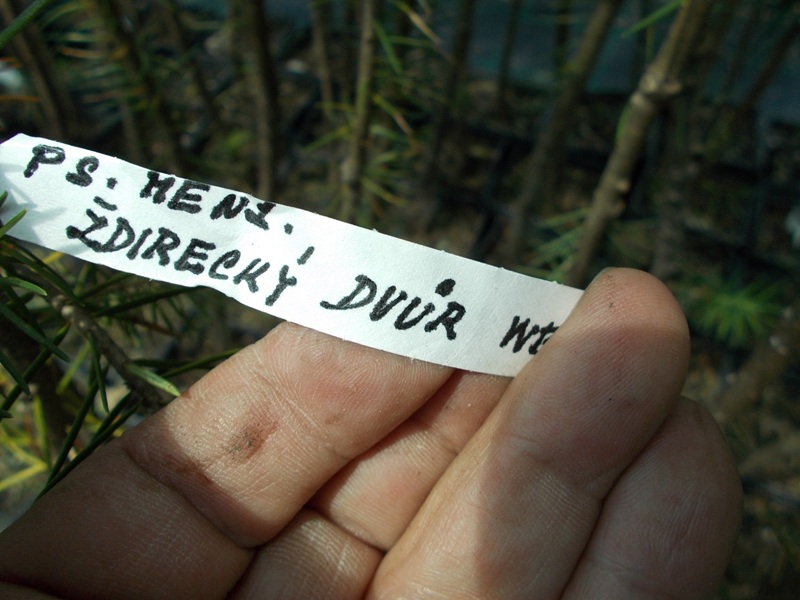 PS. MENZ.
ŽDIRECKÝ DVŮR